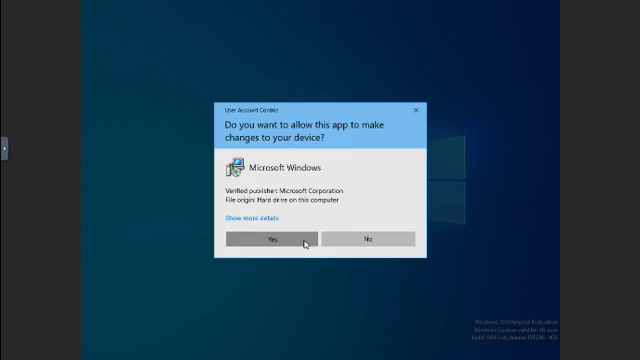 User Account Control
Do you want to allow this app to make
changes to your device?
Microsoft Windows
Verified publisher: Microsoft Corporation
File origin: Hard drive on this computer
Show more details
Yes
No
Windows 10 Enterprise Evaluation
Windows License valid for 90 days